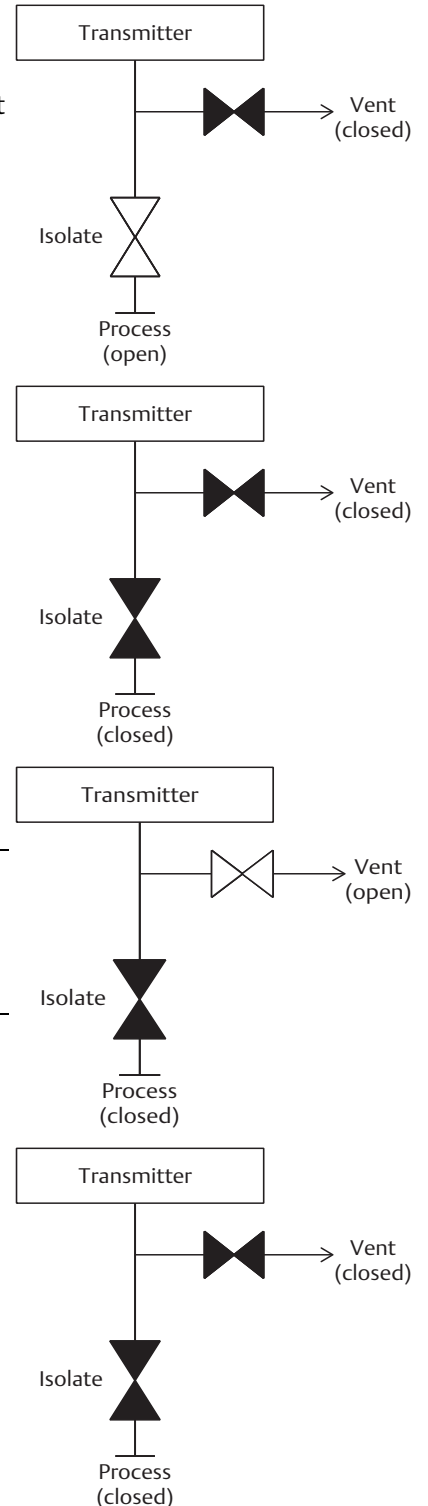 Transmitter
Vent
(closed)
t
Isolate
Process
(open)
Transmitter
Vent
(closed)
Isolate
Process
(closed)
Transmitter
Vent
(open)
Isolate
Process
(closed)
Transmitter
Vent
(closed)
Isolate
Process
(closed)